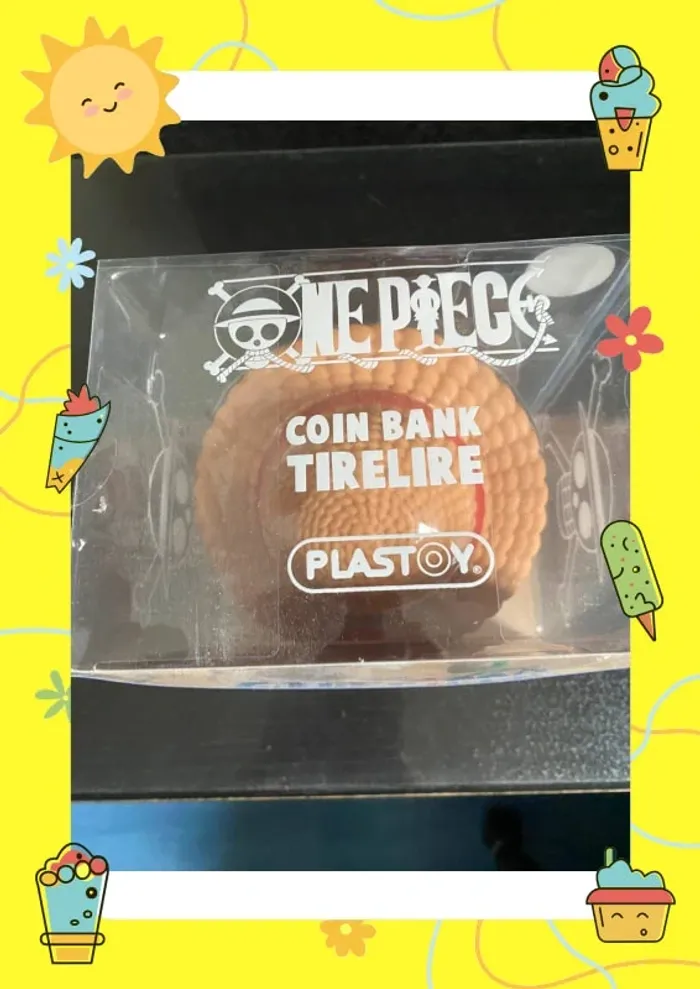 ONE PIECE
COIN BANK
TIRELIRE
PLASTOY®